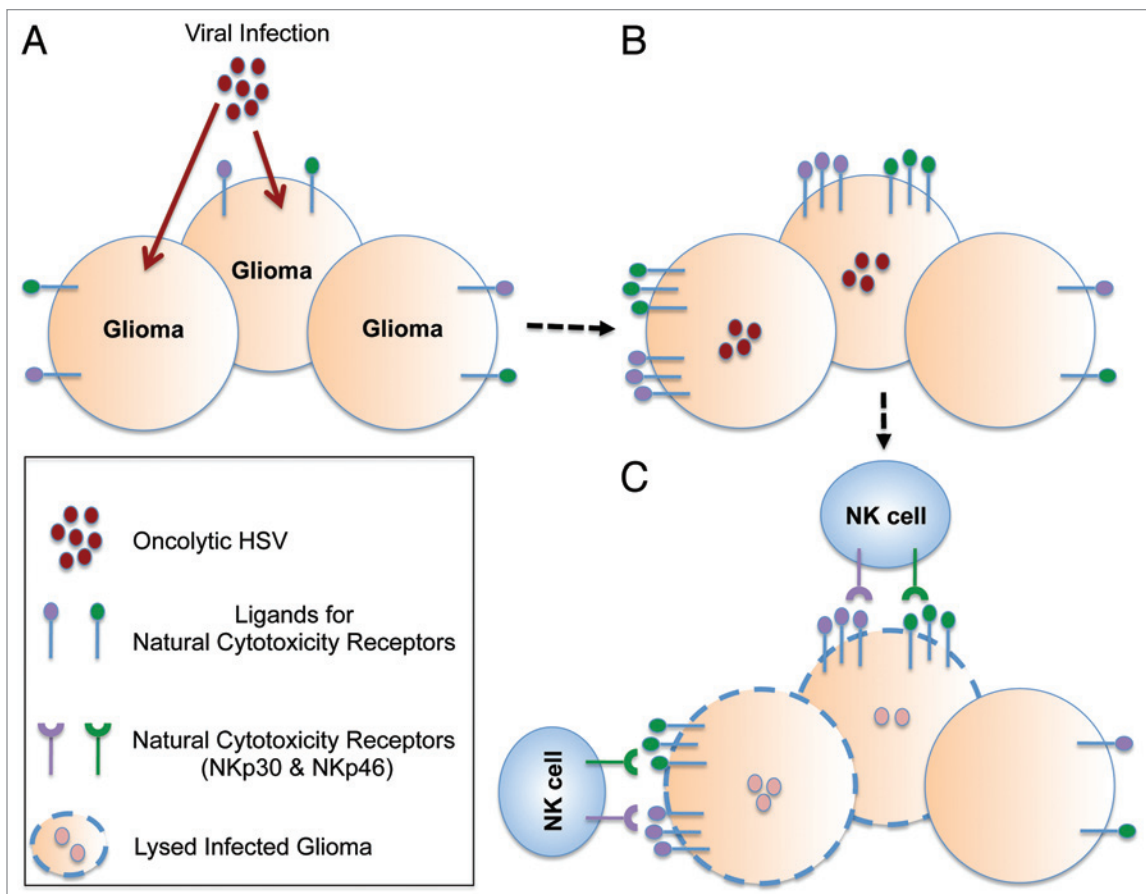 A
Viral Infection
Glioma
Glioma
Glioma
B
C
NK cell
NK cell
Oncolytic HSV
Ligands for
Natural Cytotoxicity Receptors
Natural Cytotoxicity Receptors
(NKp30 & NKp46)
Lysed Infected Glioma